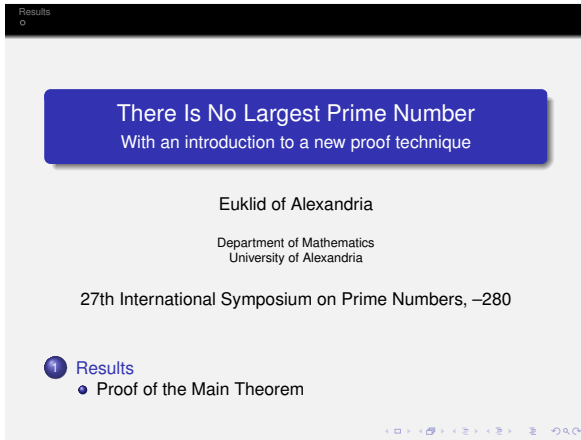 Results
There Is No Largest Prime Number
With an introduction to a new proof technique
Euklid of Alexandria
Department of Mathematics
University of Alexandria
27th International Symposium on Prime Numbers, –280
1 Results
Proof of the Main Theorem